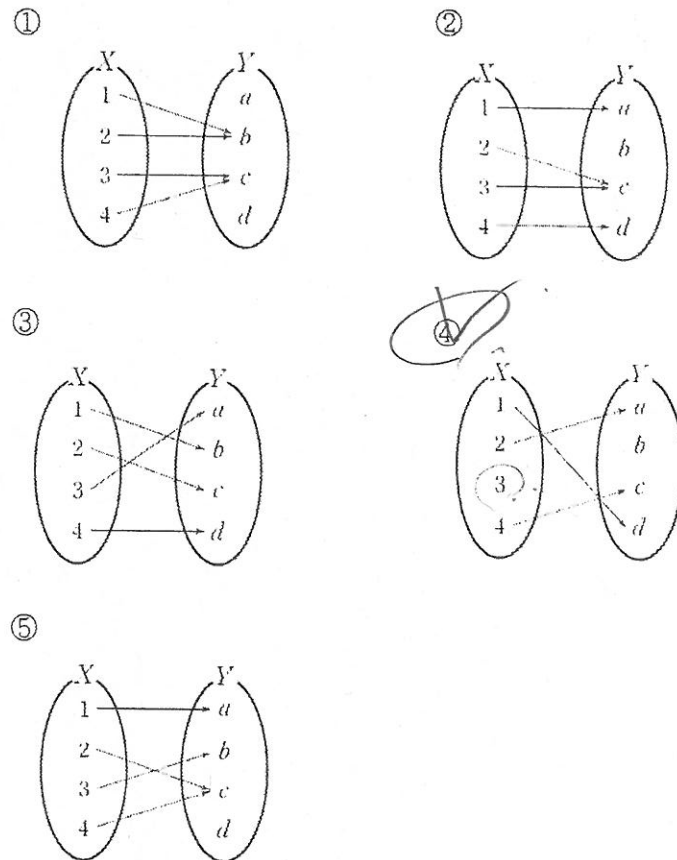 ① ②
X Y X Y
1 a 1 a
2 b 2 b
3 c 3 c
4 d 4 d
③ ④
X Y X Y
1 a 1 a
2 b 2 b
3 c 3 c
4 d 4 d
⑤
X Y
1 a
2 b
3 c
4 d